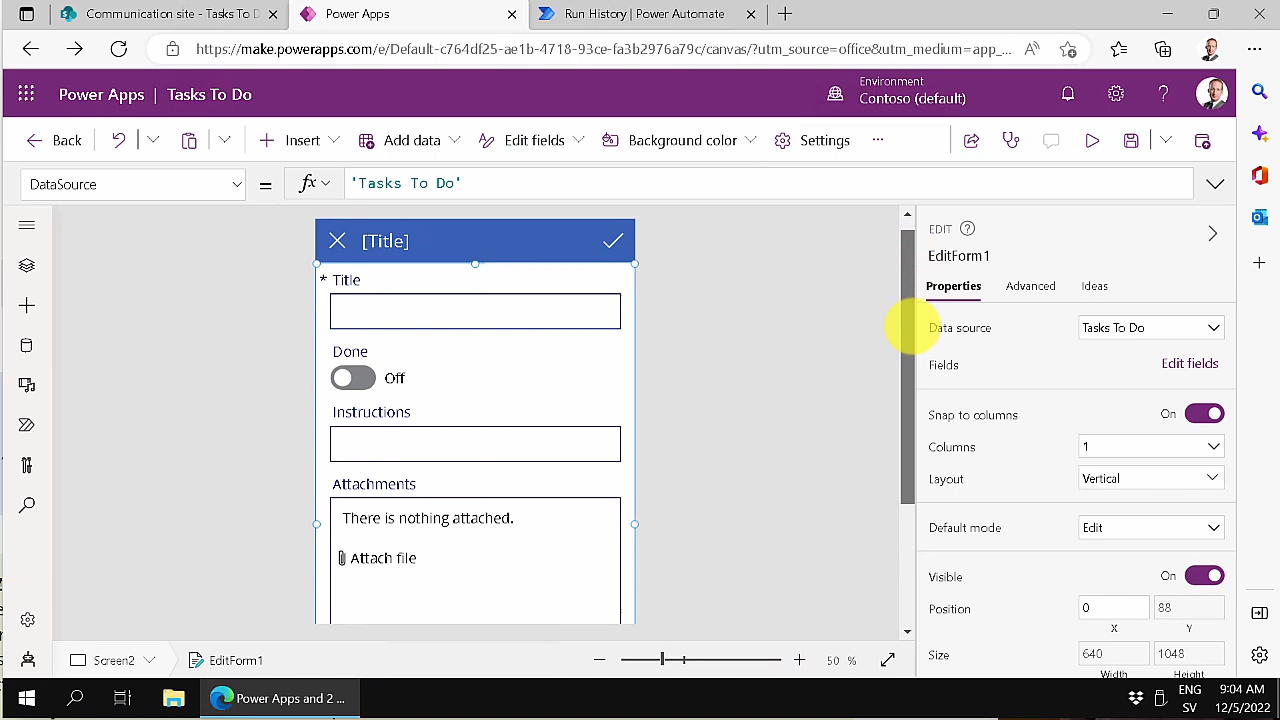 Communication site - Tasks To D
Power Apps
Run History | Power Automate
https://make.powerapps.com/e/Default-c764df25-ae1b-4718-93ce-fa3b2976a79c/canvas/?utm_source=office&utm_medium=app_...
Power Apps | Tasks To Do
Environment
Contoso (default)
Back
Insert
Add data
Edit fields
Background color
Settings
DataSource
=
fx
'Tasks To Do'
[Title]
* Title
Done
Off
Instructions
Attachments
There is nothing attached.
Attach file
EDIT
EditForm1
Properties
Advanced
Ideas
Data source
Tasks To Do
Fields
Edit fields
Snap to columns
On
Columns
1
Layout
Vertical
Default mode
Edit
Visible
On
Position
0
88
X
Y
Size
640
1048
Width
Height
Screen2
EditForm1
50 %
Power Apps and 2 ...
ENG
SV
9:04 AM
12/5/2022